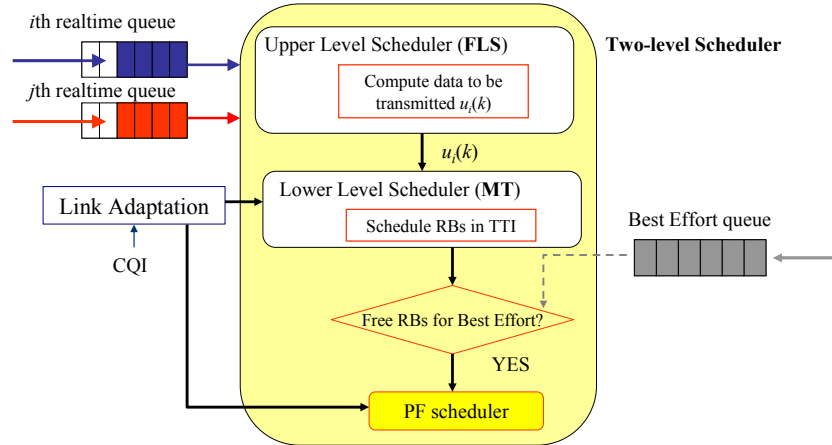 ith realtime queue
jth realtime queue
Upper Level Scheduler (FLS)
Compute data to be
transmitted uᵢ(k)
Two-level Scheduler
uᵢ(k)
Lower Level Scheduler (MT)
Schedule RBs in TTI
Link Adaptation
CQI
Best Effort queue
Free RBs for Best Effort?
YES
PF scheduler